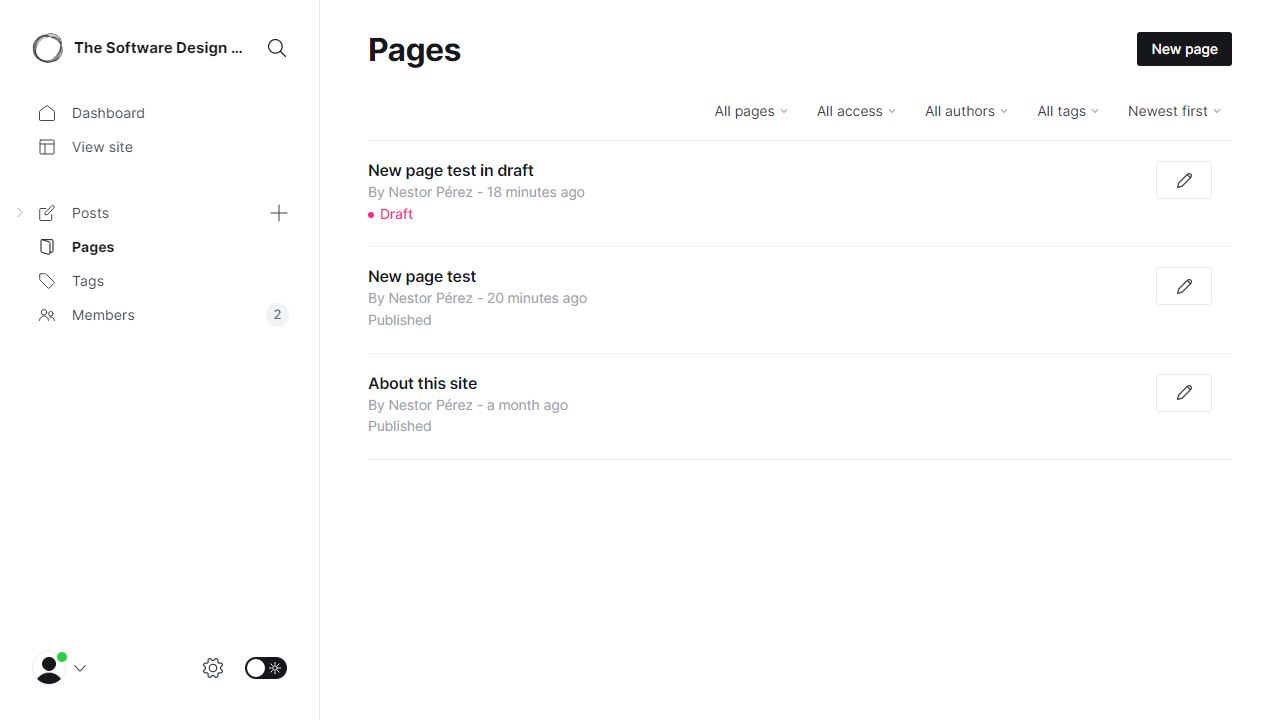 The Software Design ...
Dashboard
View site
Posts
Pages
Tags
Members 2
Pages
New page
All pages All access All authors All tags Newest first
New page test in draft
By Nestor Pérez - 18 minutes ago
Draft
New page test
By Nestor Pérez - 20 minutes ago
Published
About this site
By Nestor Pérez - a month ago
Published